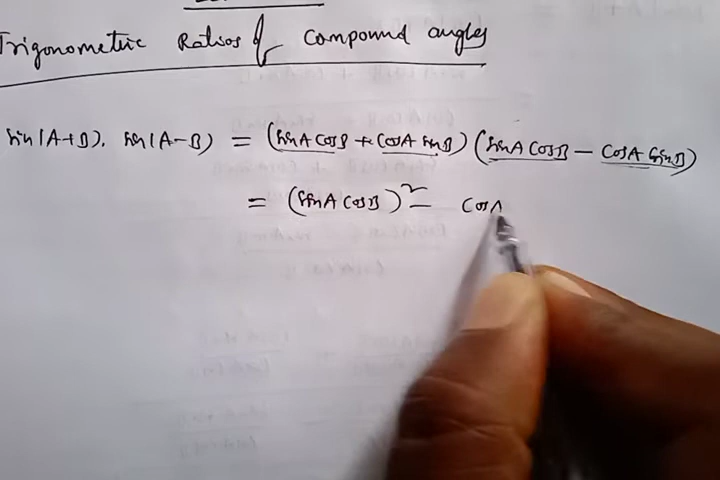 Trigonometric Ratios of Compound angles
Sin(A+B). Sin(A-B) = (SinA CosB + CosA SinB) (SinA CosB - CosA SinB)
= (SinA CosB)² - CosA